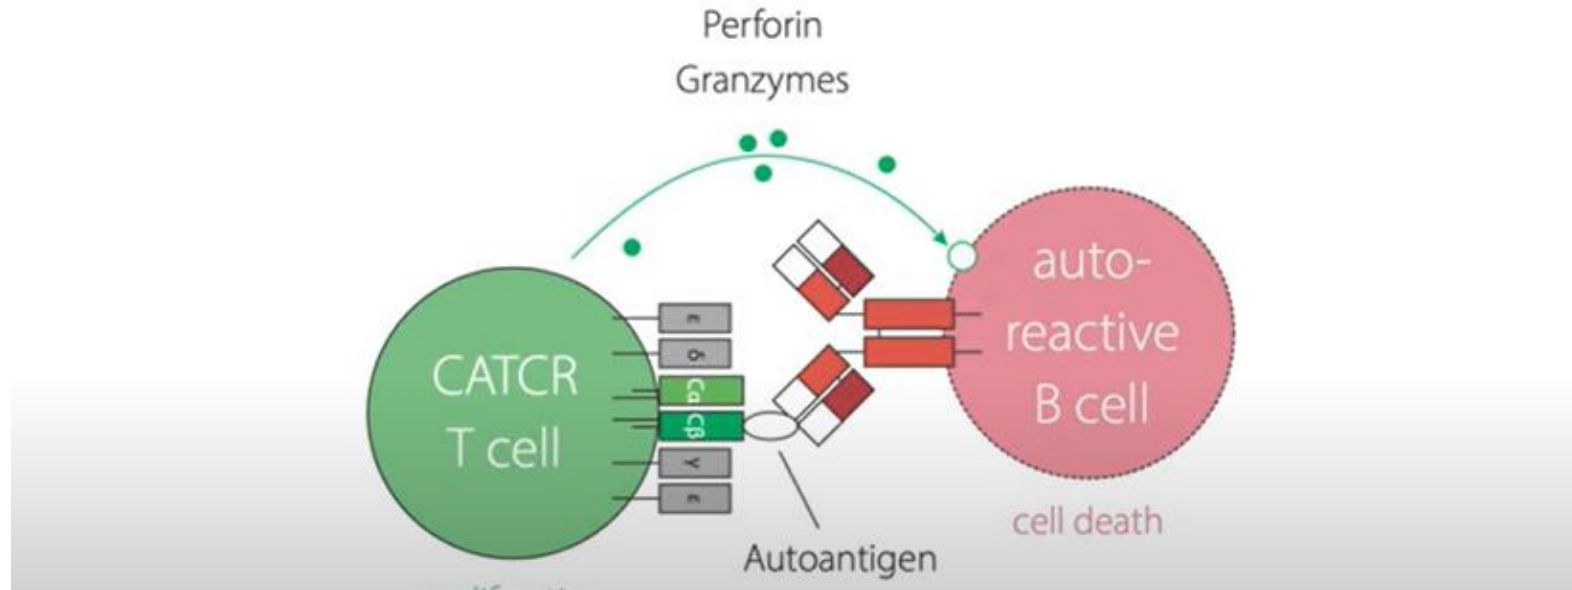 Perforin
Granzymes
auto-
reactive
B cell
CATCR
T cell
ε
δ
Cα
Cβ
γ
ε
cell death
Autoantigen